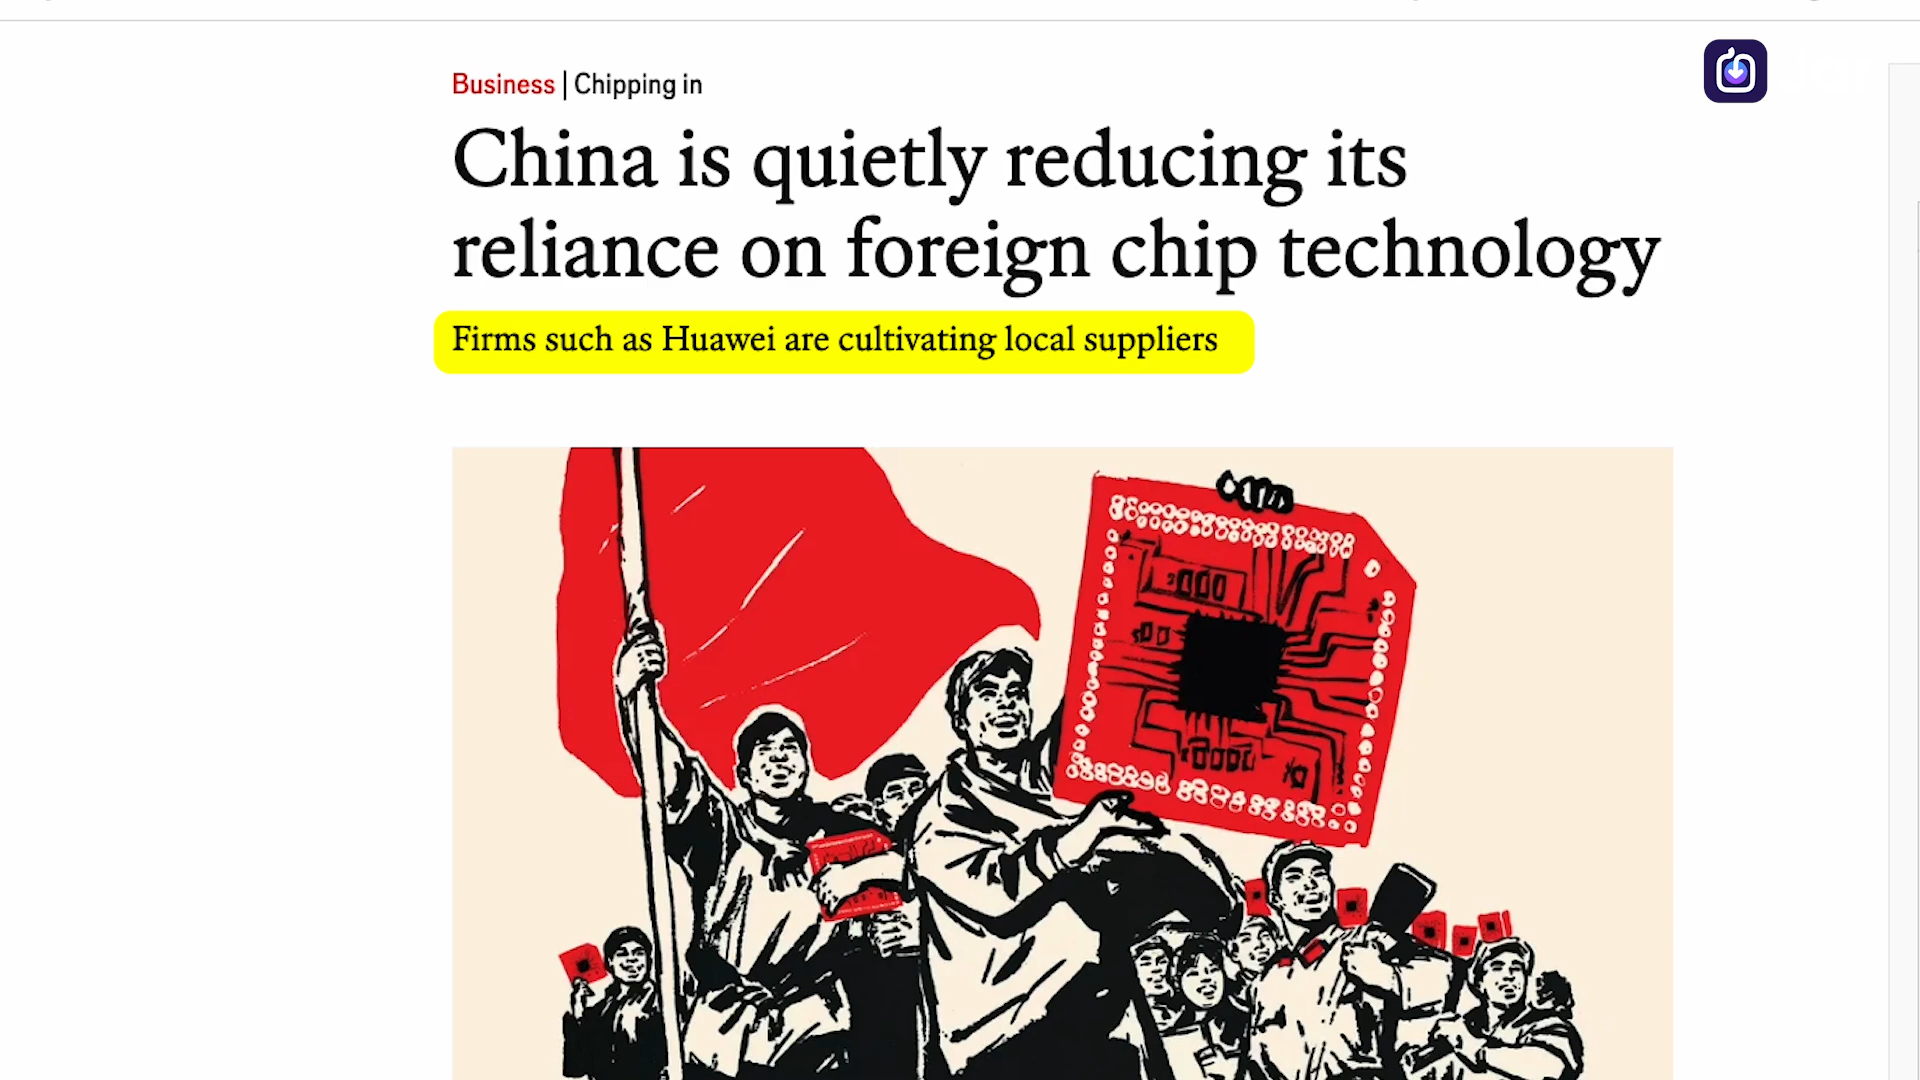 Business | Chipping in
China is quietly reducing its
reliance on foreign chip technology
Firms such as Huawei are cultivating local suppliers